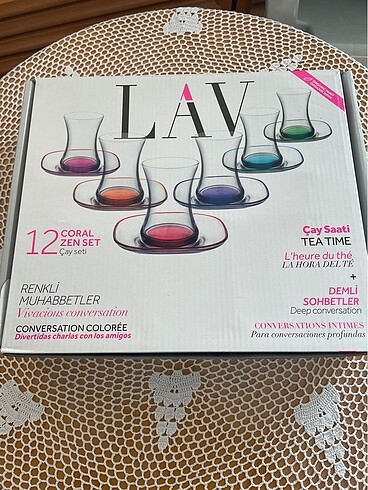 LAV
12 CORAL
ZEN SET
Çay seti
RENKLİ
MUHABBETLER
Vivacious conversation
CONVERSATION COLORÉE
Divertidas charlas con los amigos
Çay Saati
TEA TIME
L'heure du thé
LA HORA DEL TÉ
+
DEMLİ
SOHBETLER
Deep conversation
CONVERSATIONS INTIMES
Para conversaciones profundas